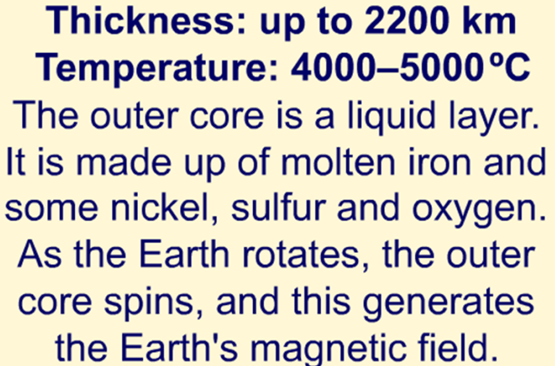 Thickness: up to 2200 km
Temperature: 4000–5000 ºC
The outer core is a liquid layer.
It is made up of molten iron and
some nickel, sulfur and oxygen.
As the Earth rotates, the outer
core spins, and this generates
the Earth's magnetic field.